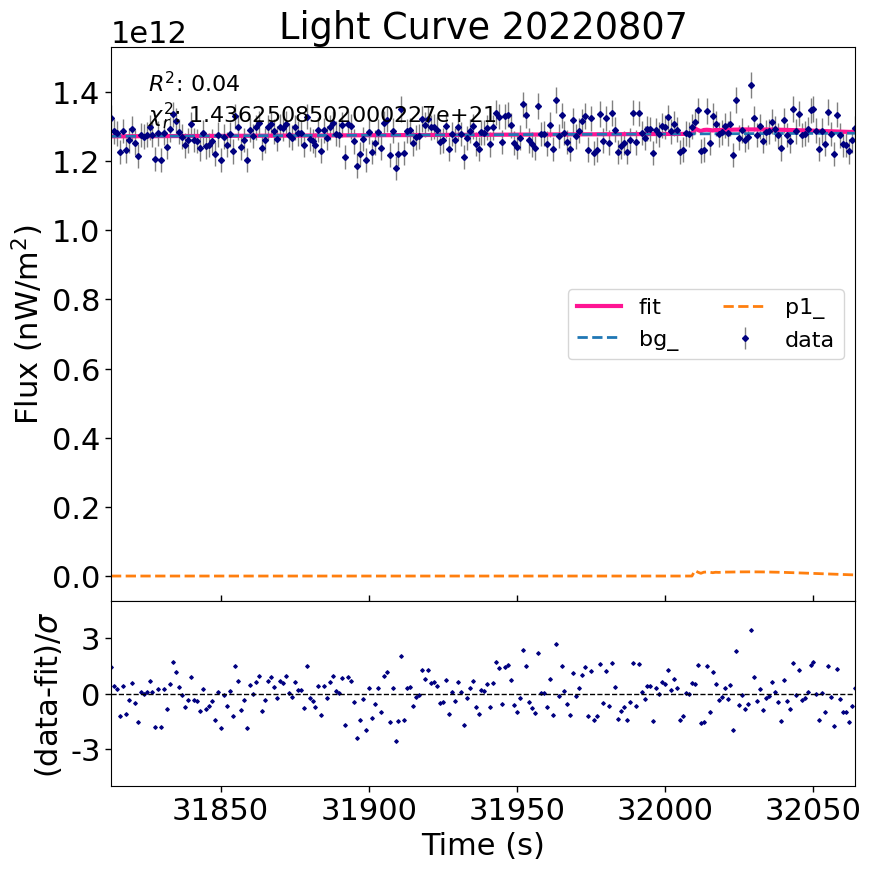 Light Curve 20220807
1e12
R²: 0.04
χ²: 1.4362508502000227e+21
1.4
1.2
1.0
0.8
0.6
0.4
0.2
0.0
Flux (nW/m²)
fit
bg_
p1_
data
3
0
-3
(data-fit)/σ
31850 31900 31950 32000 32050
Time (s)